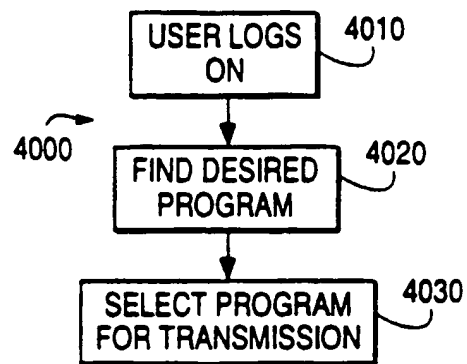 USER LOGS
ON
4010
4000
FIND DESIRED
PROGRAM
4020
SELECT PROGRAM
FOR TRANSMISSION
4030